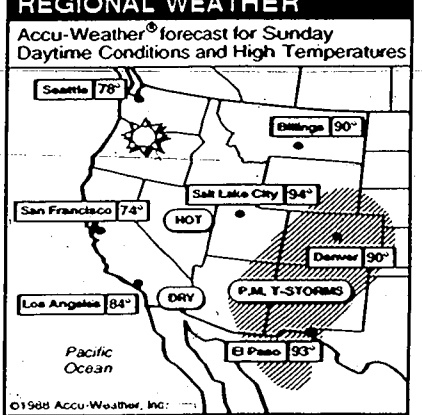 REGIONAL WEATHER
Accu-Weather® forecast for Sunday
Daytime Conditions and High Temperatures
Seattle 78°
Billings 90°
Salt Lake City 94°
San Francisco 74°
HOT
Denver 90°
Los Angeles 84°
DRY
P.M. T-STORMS
El Paso 93°
Pacific
Ocean
©1988 Accu-Weather, Inc.